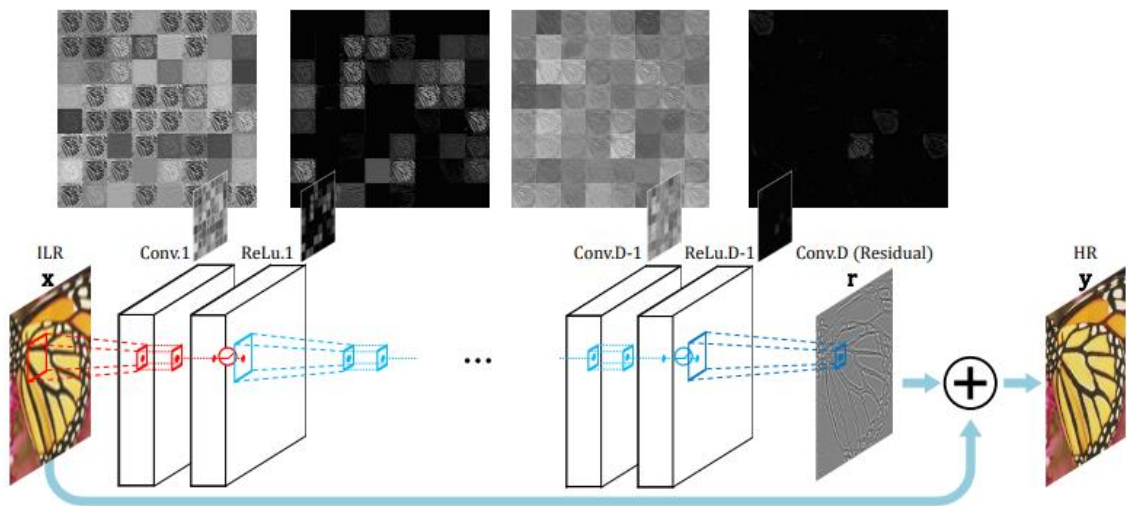 ILR
x
Conv.1
ReLu.1
...
Conv.D-1
ReLu.D-1
Conv.D (Residual)
r
HR
y